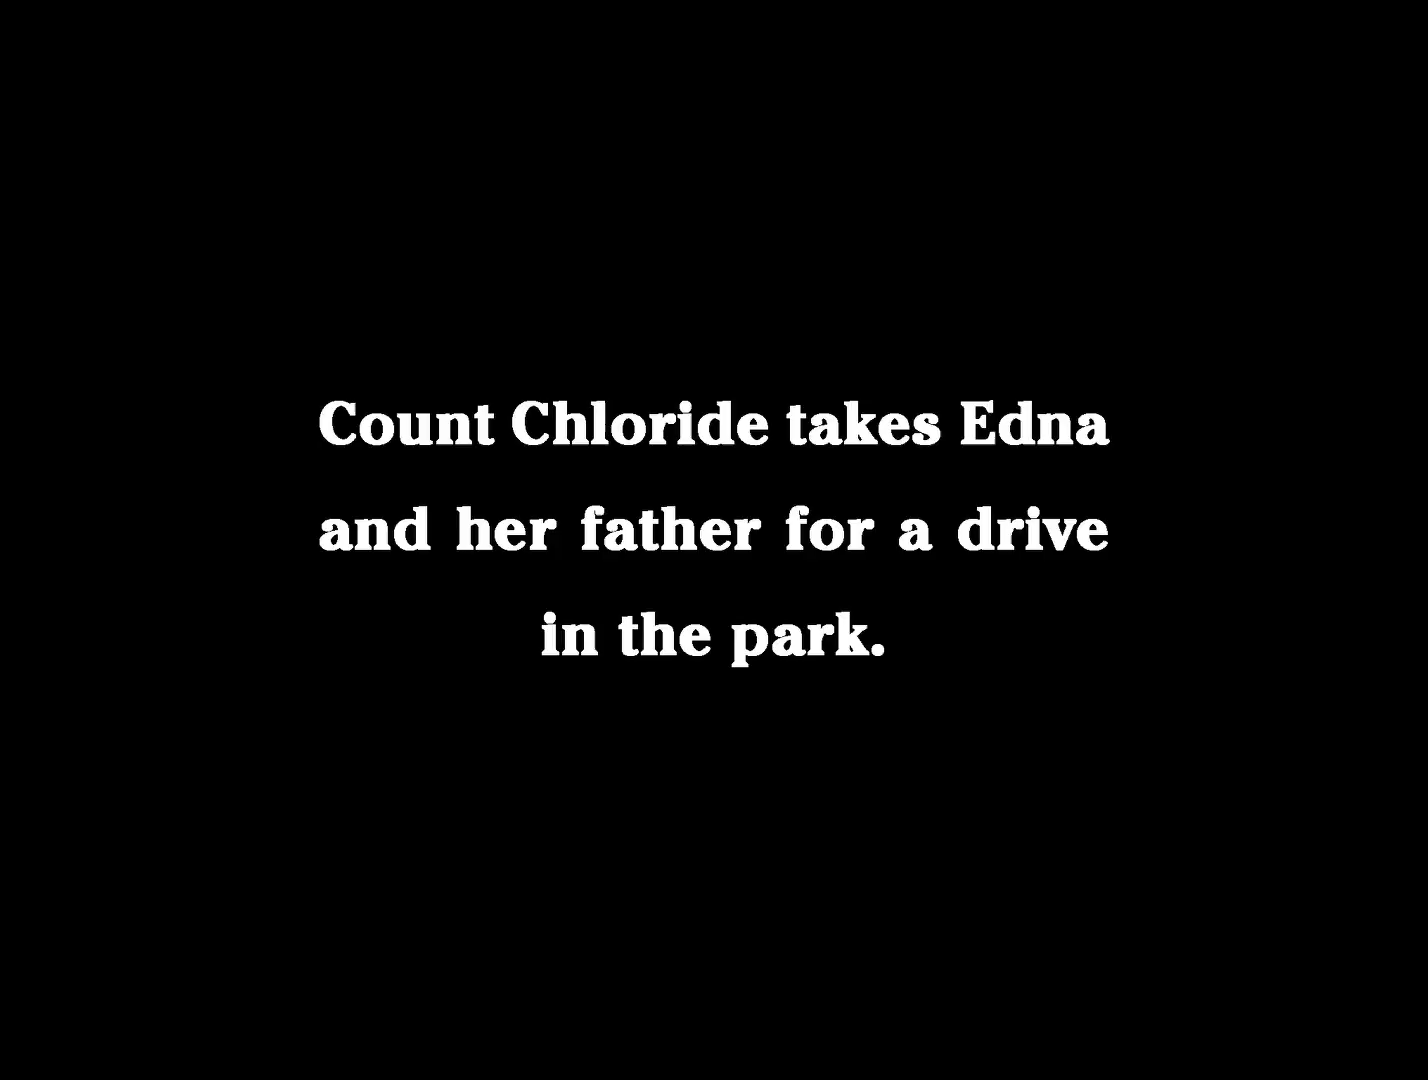 Count Chloride takes Edna
and her father for a drive
in the park.